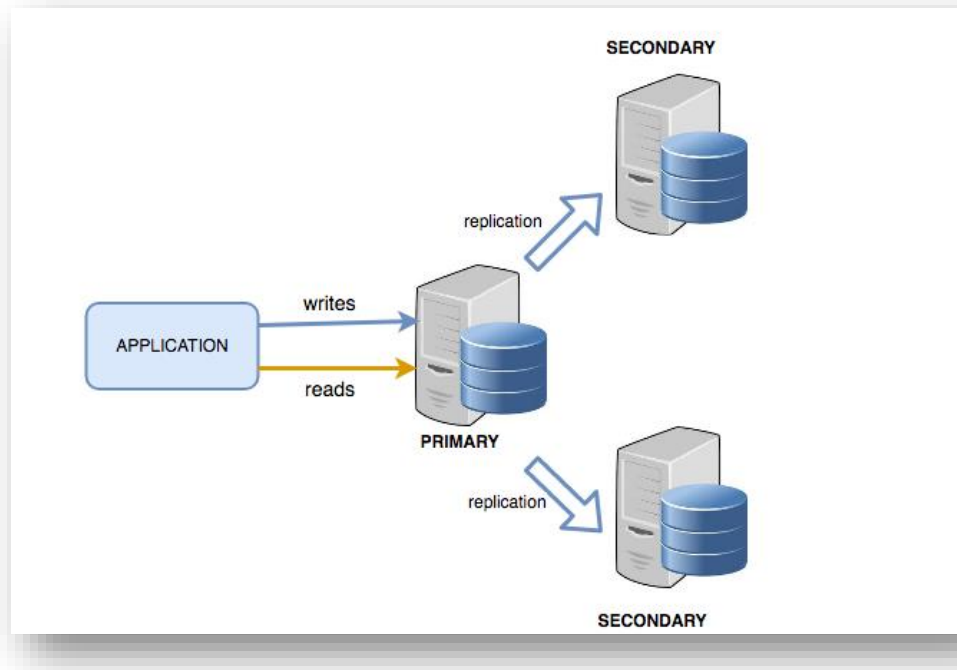 SECONDARY
replication
writes
APPLICATION
reads
PRIMARY
replication
SECONDARY